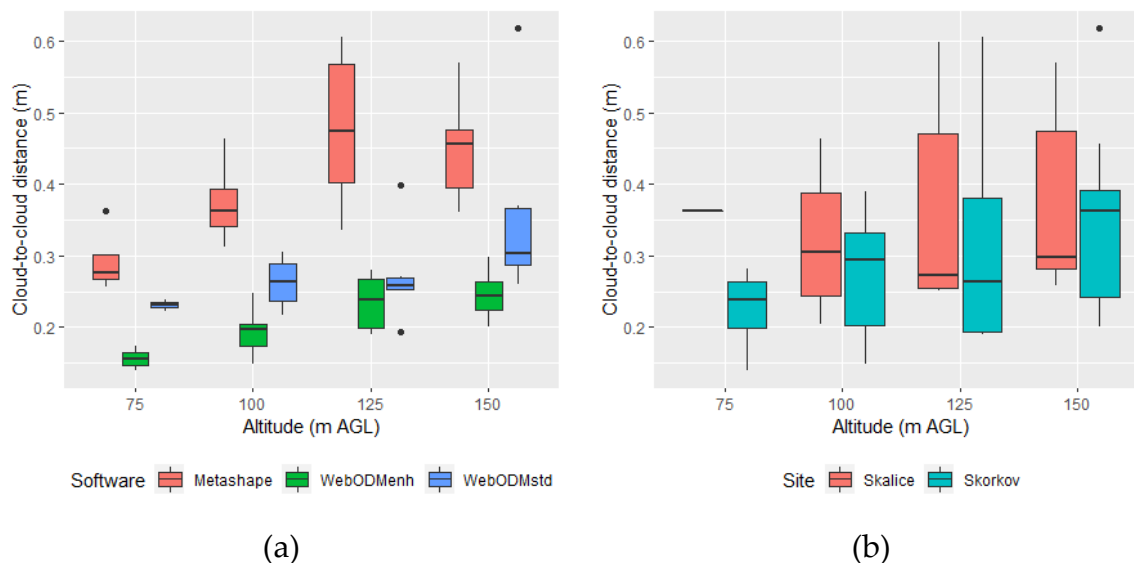 Cloud-to-cloud distance (m)
0.6
0.5
0.4
0.3
0.2
75 100 125 150
Altitude (m AGL)
Software Metashape WebODMenh WebODMstd
(a)
Cloud-to-cloud distance (m)
0.6
0.5
0.4
0.3
0.2
75 100 125 150
Altitude (m AGL)
Site Skalice Skorkov
(b)